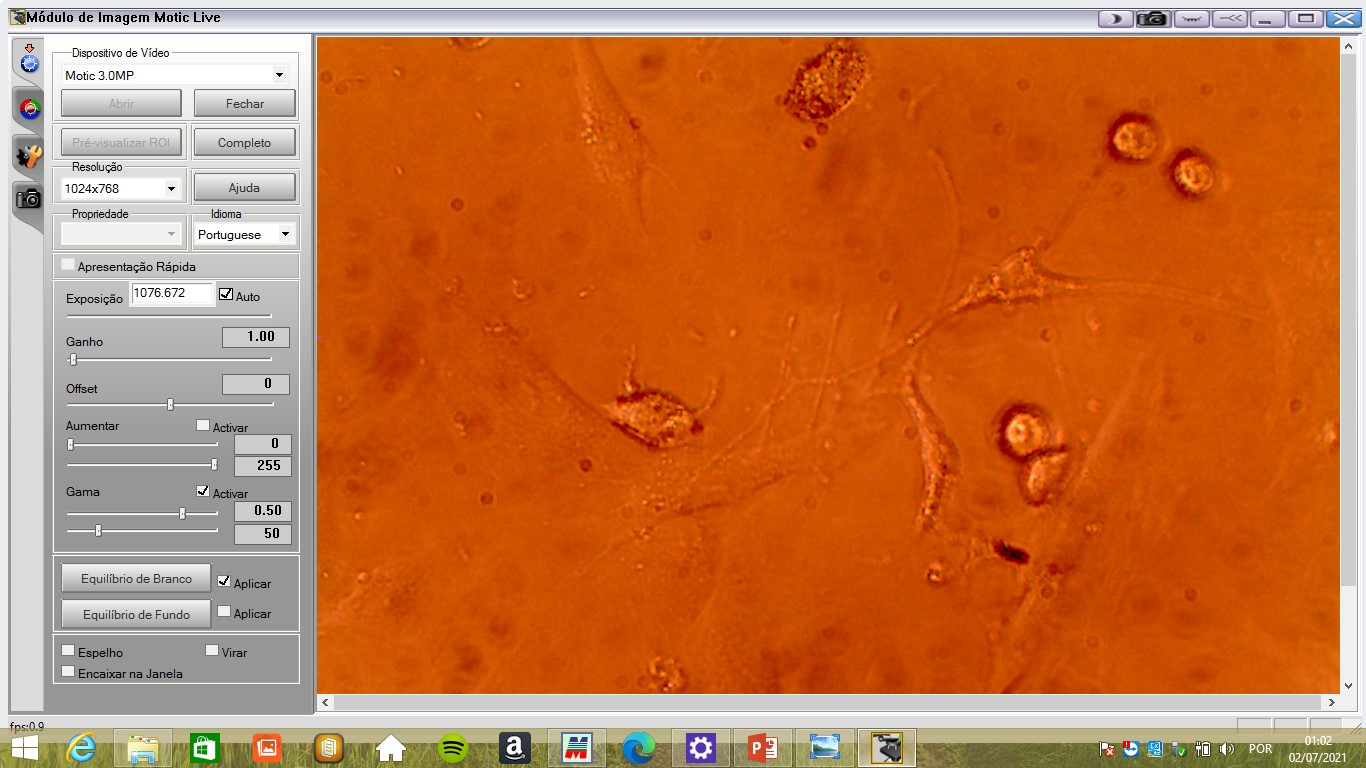 Módulo de Imagem Motic Live
Dispositivo de Vídeo
Motic 3.0MP
Abrir
Fechar
Pré-visualizar ROI
Completo
Resolução
1024x768
Ajuda
Propriedade
Idioma
Portuguese
Apresentação Rápida
Exposição
1076.672
Auto
Ganho
1.00
Offset
0
Aumentar
Activar
0
255
Gama
Activar
0.50
50
Equilíbrio de Branco
Aplicar
Equilíbrio de Fundo
Aplicar
Espelho
Virar
Encaixar na Janela
fps:0.9
POR
01:02
02/07/2021